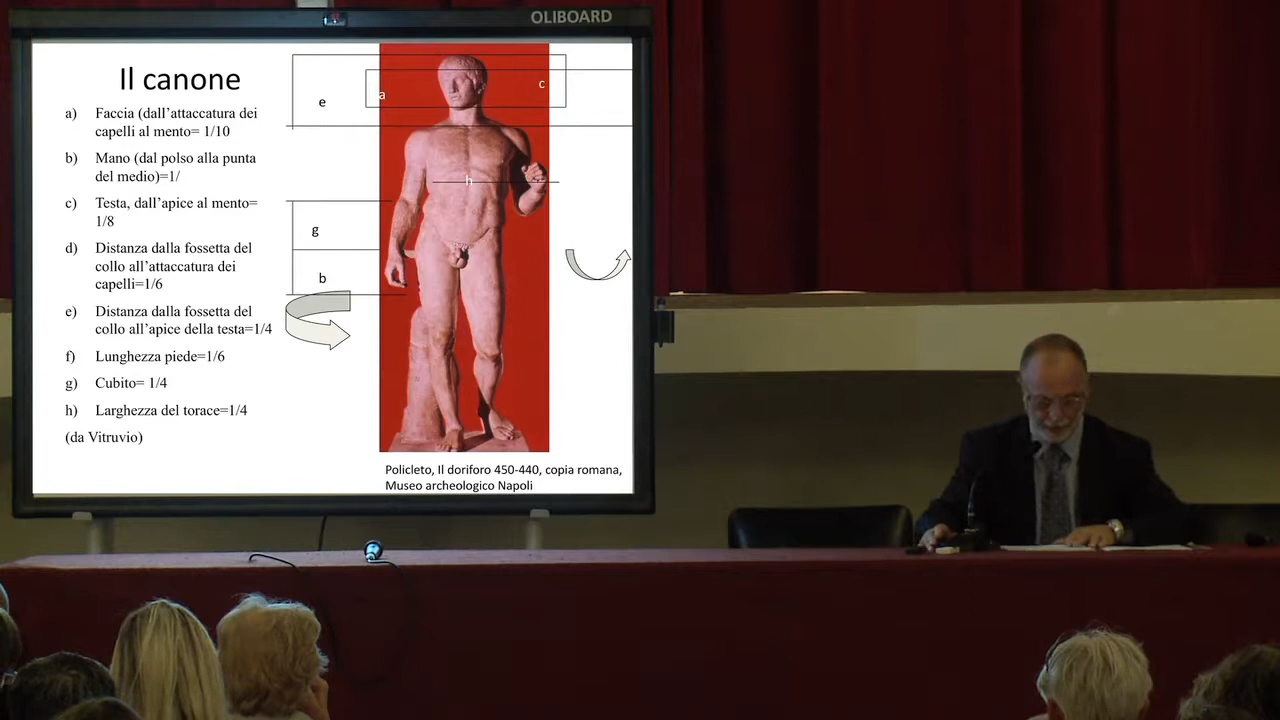 OLIBOARD
Il canone
a) Faccia (dall’attaccatura dei
capelli al mento= 1/10
b) Mano (dal polso alla punta
del medio)=1/
c) Testa, dall’apice al mento=
1/8
d) Distanza dalla fossetta del
collo all’attaccatura dei
capelli=1/6
e) Distanza dalla fossetta del
collo all’apice della testa=1/4
f) Lunghezza piede=1/6
g) Cubito= 1/4
h) Larghezza del torace=1/4
(da Vitruvio)
e
a
c
h
g
b
Policleto, Il doriforo 450-440, copia romana,
Museo archeologico Napoli